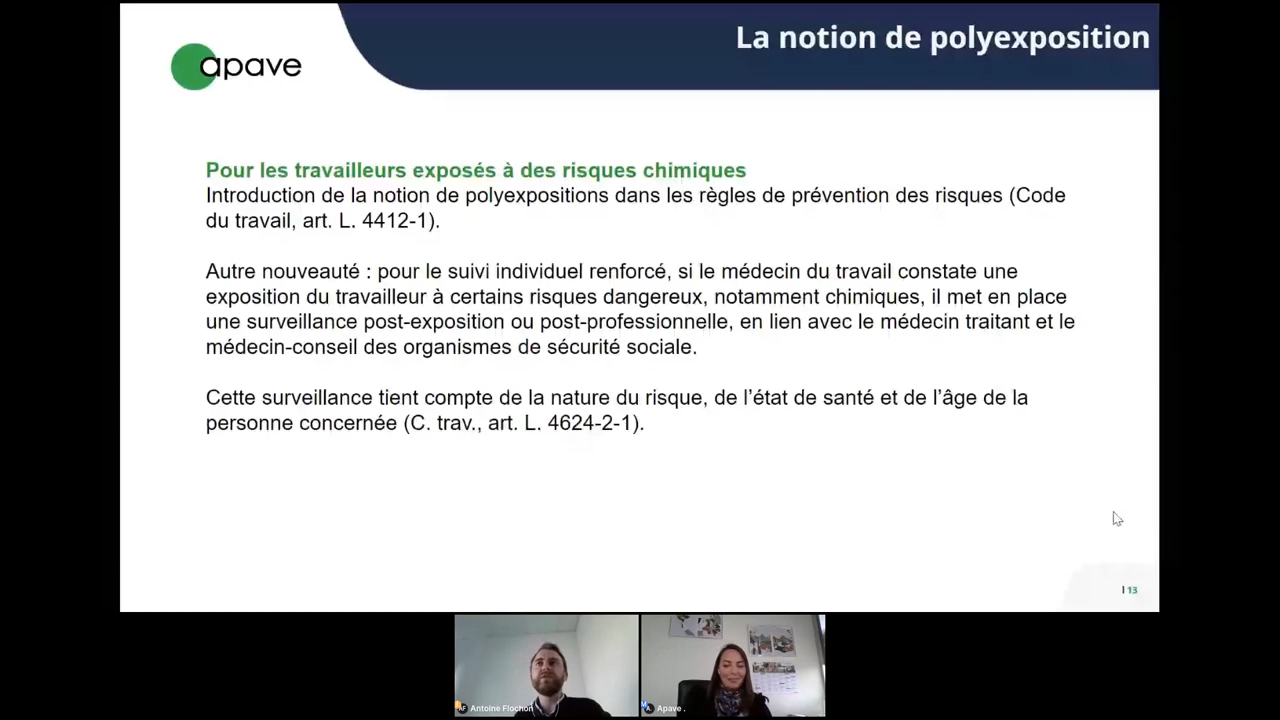 La notion de polyexposition
apave
Pour les travailleurs exposés à des risques chimiques
Introduction de la notion de polyexpositions dans les règles de prévention des risques (Code
du travail, art. L. 4412-1).
Autre nouveauté : pour le suivi individuel renforcé, si le médecin du travail constate une
exposition du travailleur à certains risques dangereux, notamment chimiques, il met en place
une surveillance post-exposition ou post-professionnelle, en lien avec le médecin traitant et le
médecin-conseil des organismes de sécurité sociale.
Cette surveillance tient compte de la nature du risque, de l’état de santé et de l’âge de la
personne concernée (C. trav., art. L. 4624-2-1).
I 13
AF Antoine Flochon
A. Apave .